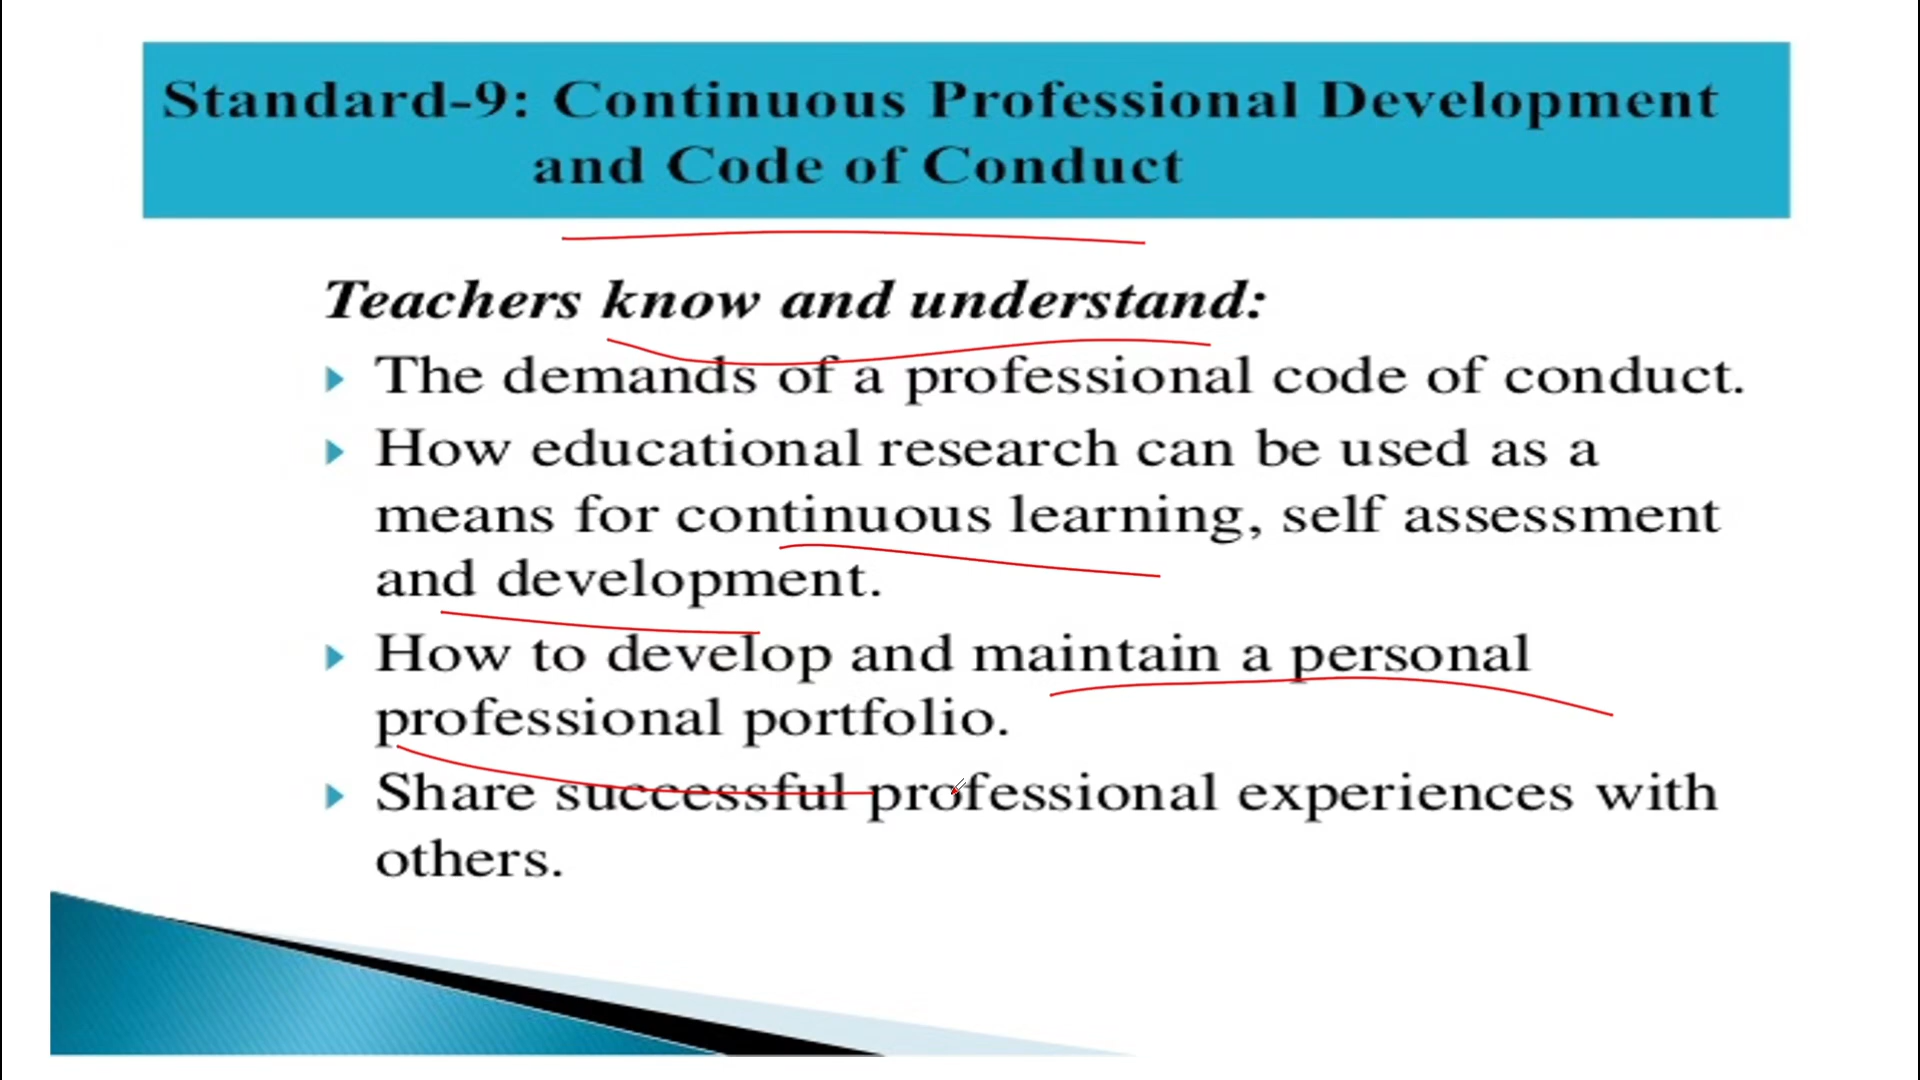 Standard-9: Continuous Professional Development
and Code of Conduct
Teachers know and understand:
The demands of a professional code of conduct.
How educational research can be used as a
means for continuous learning, self assessment
and development.
How to develop and maintain a personal
professional portfolio.
Share successful professional experiences with
others.